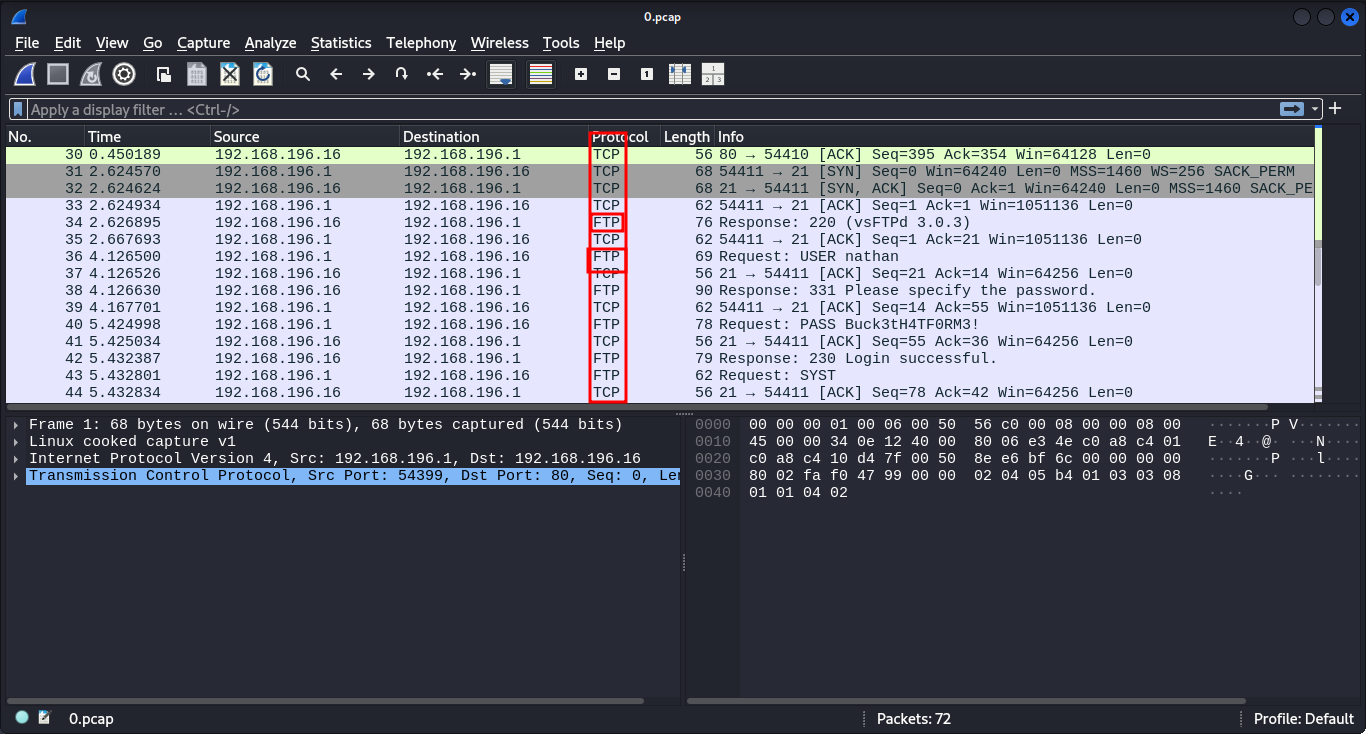 0.pcap
File Edit View Go Capture Analyze Statistics Telephony Wireless Tools Help
Apply a display filter … <Ctrl-/>
No. Time Source Destination Protocol Length Info
30 0.450189 192.168.196.16 192.168.196.1 TCP 56 80 → 54410 [ACK] Seq=395 Ack=354 Win=64128 Len=0
31 2.624570 192.168.196.1 192.168.196.16 TCP 68 54411 → 21 [SYN] Seq=0 Win=64240 Len=0 MSS=1460 WS=256 SACK_PERM
32 2.624624 192.168.196.16 192.168.196.1 TCP 68 21 → 54411 [SYN, ACK] Seq=0 Ack=1 Win=64240 Len=0 MSS=1460 SACK_PE
33 2.624934 192.168.196.1 192.168.196.16 TCP 62 54411 → 21 [ACK] Seq=1 Ack=1 Win=1051136 Len=0
34 2.626895 192.168.196.16 192.168.196.1 FTP 76 Response: 220 (vsFTPd 3.0.3)
35 2.667693 192.168.196.1 192.168.196.16 TCP 62 54411 → 21 [ACK] Seq=1 Ack=21 Win=1051136 Len=0
36 4.126500 192.168.196.1 192.168.196.16 FTP 69 Request: USER nathan
37 4.126526 192.168.196.16 192.168.196.1 TCP 56 21 → 54411 [ACK] Seq=21 Ack=14 Win=64256 Len=0
38 4.126630 192.168.196.16 192.168.196.1 FTP 90 Response: 331 Please specify the password.
39 4.167701 192.168.196.1 192.168.196.16 TCP 62 54411 → 21 [ACK] Seq=14 Ack=55 Win=1051136 Len=0
40 5.424998 192.168.196.1 192.168.196.16 FTP 78 Request: PASS Buck3tH4TF0RM3!
41 5.425034 192.168.196.16 192.168.196.1 TCP 56 21 → 54411 [ACK] Seq=55 Ack=36 Win=64256 Len=0
42 5.432387 192.168.196.16 192.168.196.1 FTP 79 Response: 230 Login successful.
43 5.432801 192.168.196.1 192.168.196.16 FTP 62 Request: SYST
44 5.432834 192.168.196.16 192.168.196.1 TCP 56 21 → 54411 [ACK] Seq=78 Ack=42 Win=64256 Len=0
Frame 1: 68 bytes on wire (544 bits), 68 bytes captured (544 bits)
Linux cooked capture v1
Internet Protocol Version 4, Src: 192.168.196.1, Dst: 192.168.196.16
Transmission Control Protocol, Src Port: 54399, Dst Port: 80, Seq: 0, Le
0000 00 00 00 01 00 06 00 50 56 c0 00 08 00 00 08 00 ·······P V·······
0010 45 00 00 34 0e 12 40 00 80 06 e3 4e c0 a8 c4 01 E··4··@· ···N····
0020 c0 a8 c4 10 d4 7f 00 50 8e e6 bf 6c 00 00 00 00 ·······P ···l····
0030 80 02 fa f0 47 99 00 00 02 04 05 b4 01 03 03 08 ····G··· ········
0040 01 01 04 02 ····
0.pcap
Packets: 72
Profile: Default